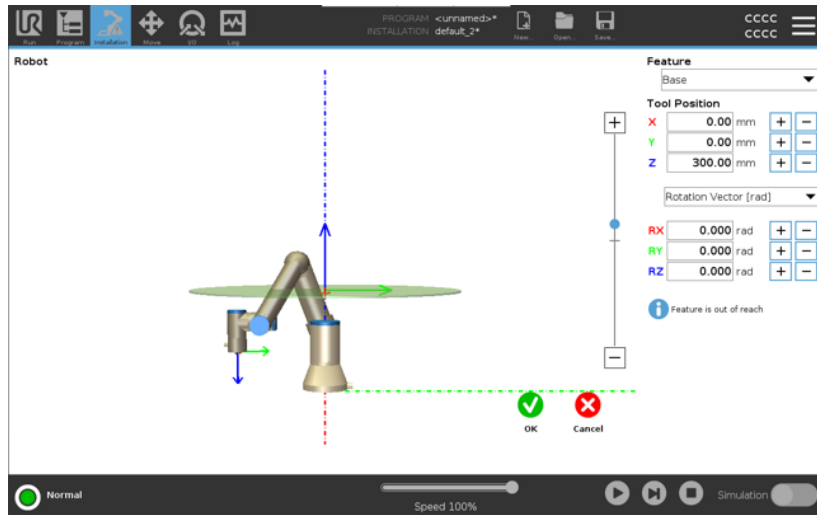 UR
PROGRAM <unnamed>*
INSTALLATION default_2*
cccc
cccc
Run Program Installation Move I/O Log
New... Open... Save...
Robot
Feature
Base
Tool Position
X 0.00 mm + −
Y 0.00 mm + −
Z 300.00 mm + −
Rotation Vector [rad]
RX 0.000 rad + −
RY 0.000 rad + −
RZ 0.000 rad + −
Feature is out of reach
OK Cancel
Normal
Speed 100%
Simulation